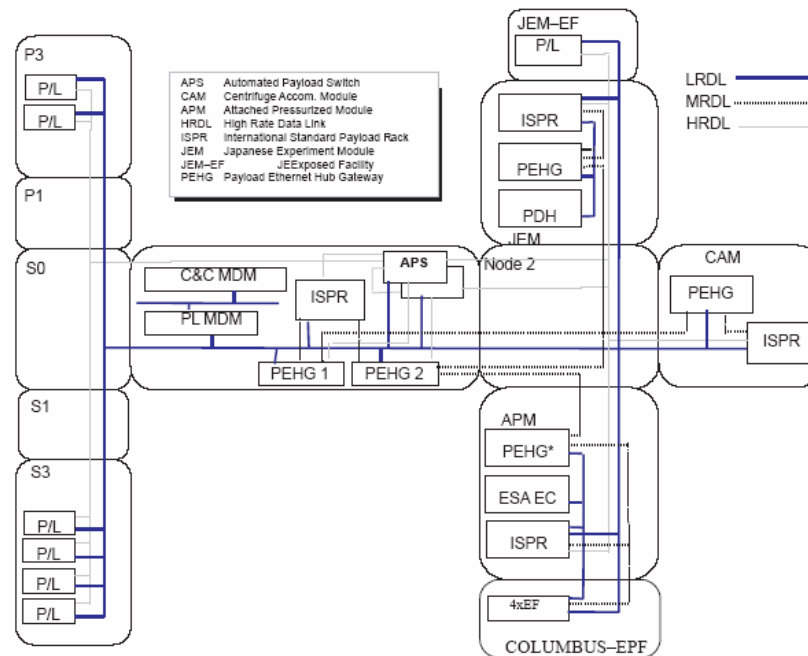 P3
P/L
P/L
P1
S0
S1
S3
P/L
P/L
P/L
P/L
APS Automated Payload Switch
CAM Centrifuge Accom. Module
APM Attached Pressurized Module
HRDL High Rate Data Link
ISPR International Standard Payload Rack
JEM Japanese Experiment Module
JEM–EF JEExposed Facility
PEHG Payload Ethernet Hub Gateway
C&C MDM
PL MDM
ISPR
APS
PEHG 1
PEHG 2
JEM–EF
P/L
ISPR
PEHG
PDH
JEM
Node 2
APM
PEHG*
ESA EC
ISPR
4xEF
COLUMBUS–EPF
LRDL
MRDL
HRDL
CAM
PEHG
ISPR